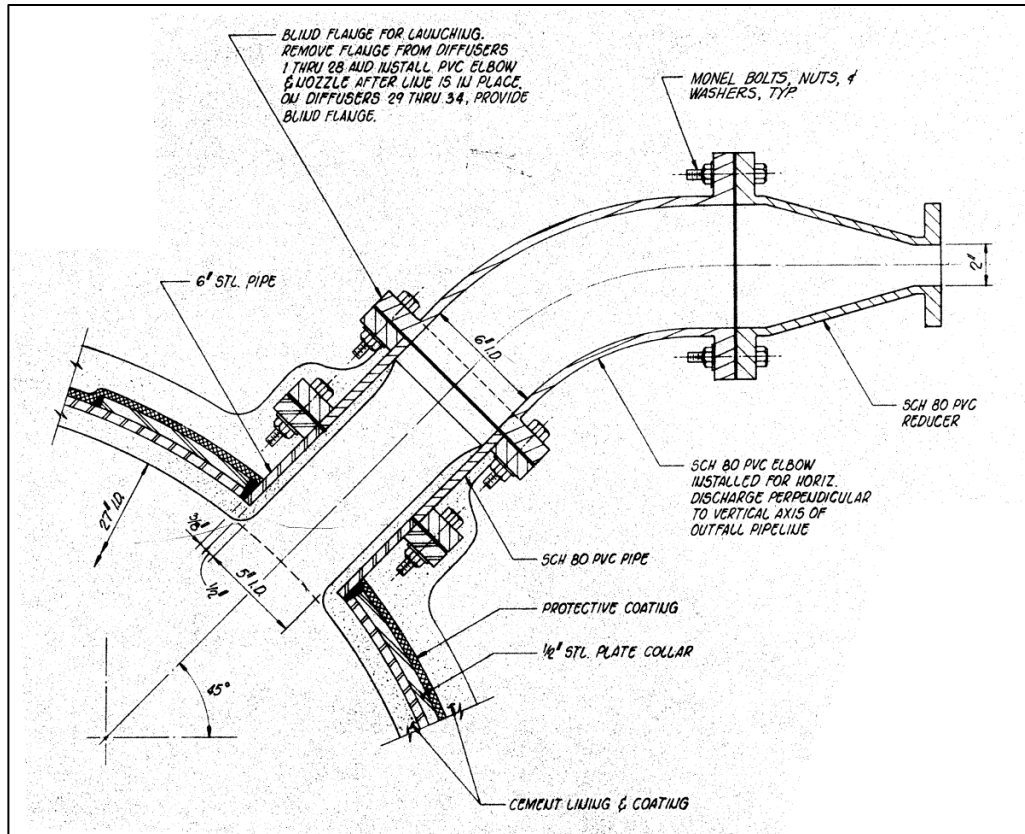 BLIND FLANGE FOR LAUNCHING.
REMOVE FLANGE FROM DIFFUSERS
1 THRU 28 AND INSTALL PVC ELBOW
& NOZZLE AFTER LINE IS IN PLACE.
ON DIFFUSERS 29 THRU 34, PROVIDE
BLIND FLANGE.
MONEL BOLTS, NUTS, &
WASHERS, TYP.
6" STL. PIPE
2"
6" I.D.
SCH 80 PVC
REDUCER
SCH 80 PVC ELBOW
INSTALLED FOR HORIZ.
DISCHARGE PERPENDICULAR
TO VERTICAL AXIS OF
OUTFALL PIPELINE
27" I.D.
3/8"
1/2"
5" I.D.
SCH 80 PVC PIPE
PROTECTIVE COATING
1/2" STL. PLATE COLLAR
45°
CEMENT LINING & COATING